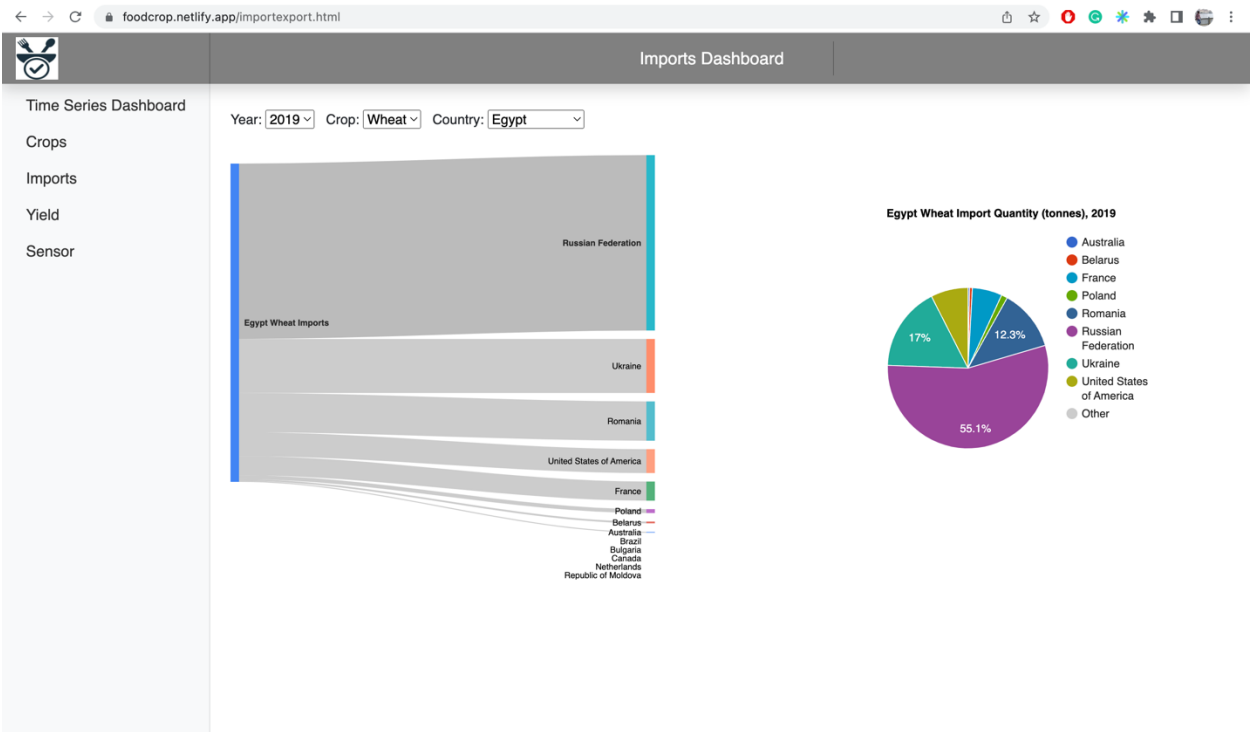 foodcrop.netlify.app/importexport.html
Imports Dashboard
Time Series Dashboard
Crops
Imports
Yield
Sensor
Year: 2019 Crop: Wheat Country: Egypt
Russian Federation
Egypt Wheat Imports
Ukraine
Romania
United States of America
France
Poland
Belarus
Australia
Brazil
Bulgaria
Canada
Netherlands
Republic of Moldova
Egypt Wheat Import Quantity (tonnes), 2019
Australia
Belarus
France
Poland
Romania
Russian
Federation
Ukraine
United States
of America
Other
17%
12.3%
55.1%